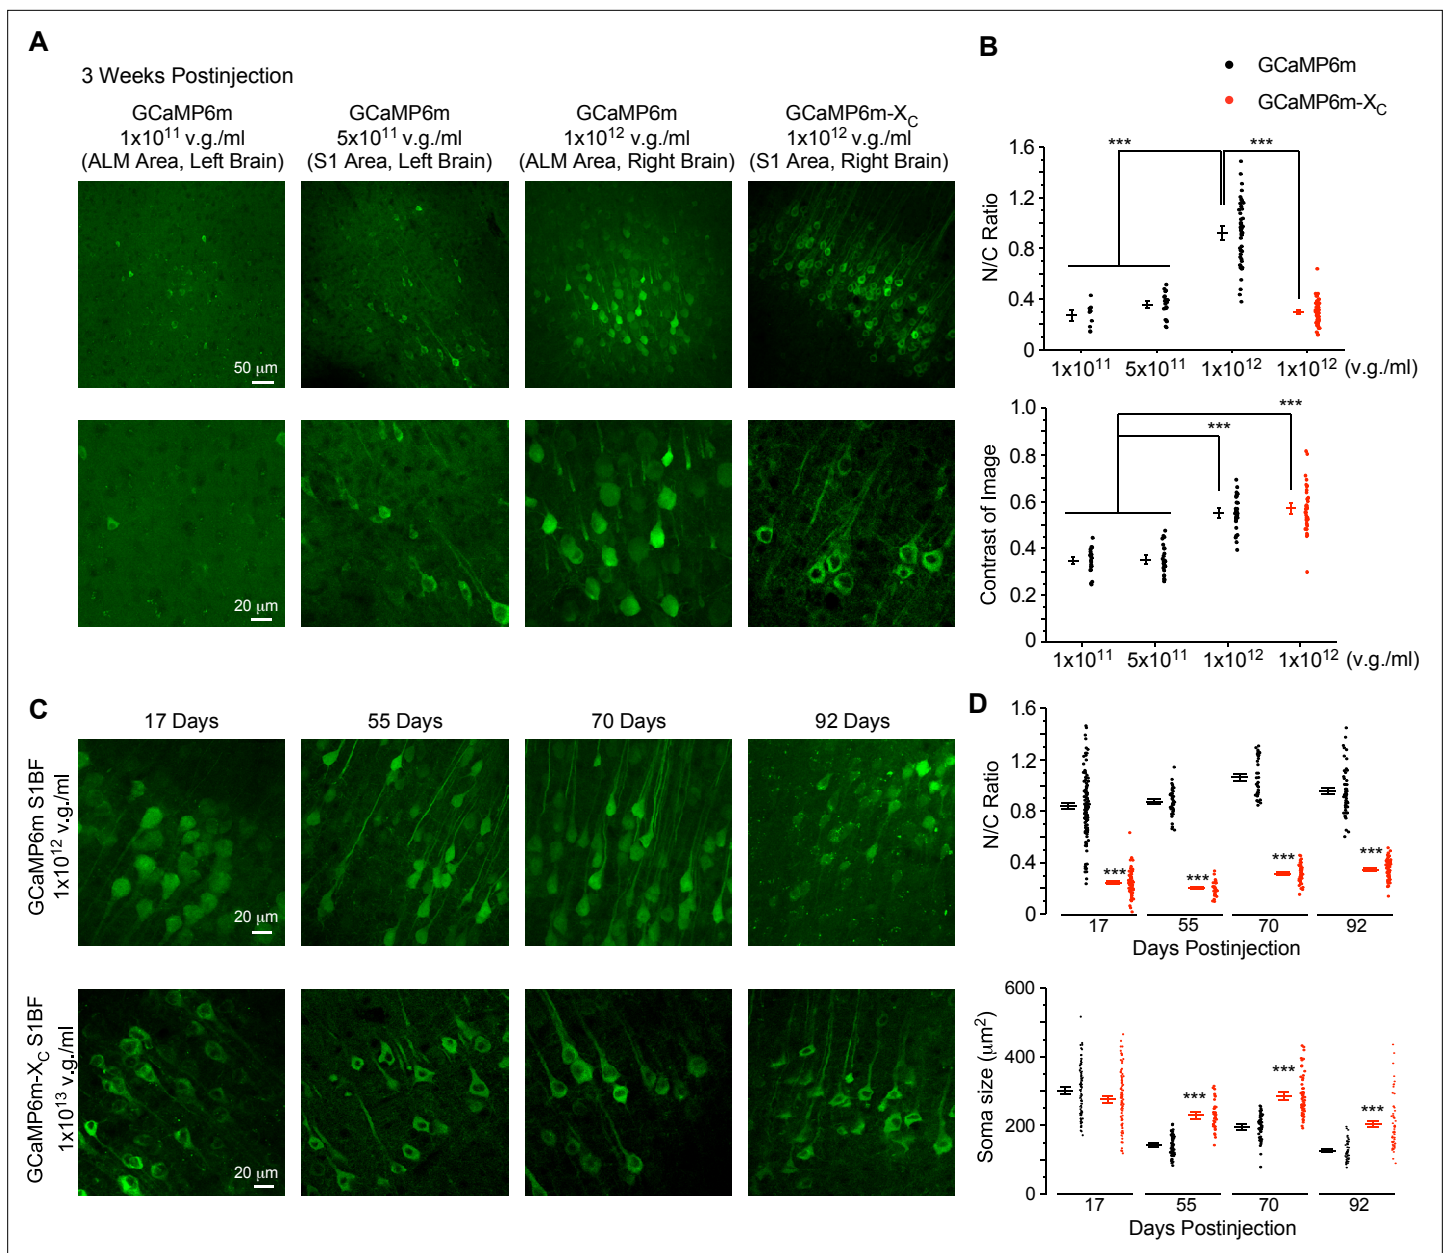 A
3 Weeks Postinjection
GCaMP6m
1x10¹¹ v.g./ml
(ALM Area, Left Brain)
GCaMP6m
5x10¹¹ v.g./ml
(S1 Area, Left Brain)
GCaMP6m
1x10¹² v.g./ml
(ALM Area, Right Brain)
GCaMP6m-X_C
1x10¹² v.g./ml
(S1 Area, Right Brain)
50 μm
20 μm
B
GCaMP6m
GCaMP6m-X_C
N/C Ratio
1.6
1.2
0.8
0.4
0
***
***
1x10¹¹
5x10¹¹
1x10¹²
1x10¹²
(v.g./ml)
Contrast of Image
1.0
0.8
0.6
0.4
0.2
0
***
***
1x10¹¹
5x10¹¹
1x10¹²
1x10¹²
(v.g./ml)
C
17 Days
55 Days
70 Days
92 Days
GCaMP6m S1BF
1x10¹² v.g./ml
20 μm
GCaMP6m-X_C S1BF
1x10¹³ v.g./ml
20 μm
D
N/C Ratio
1.6
1.2
0.8
0.4
0
***
***
***
***
17
55
70
92
Days Postinjection
Soma size (μm²)
600
400
200
0
***
***
***
17
55
70
92
Days Postinjection